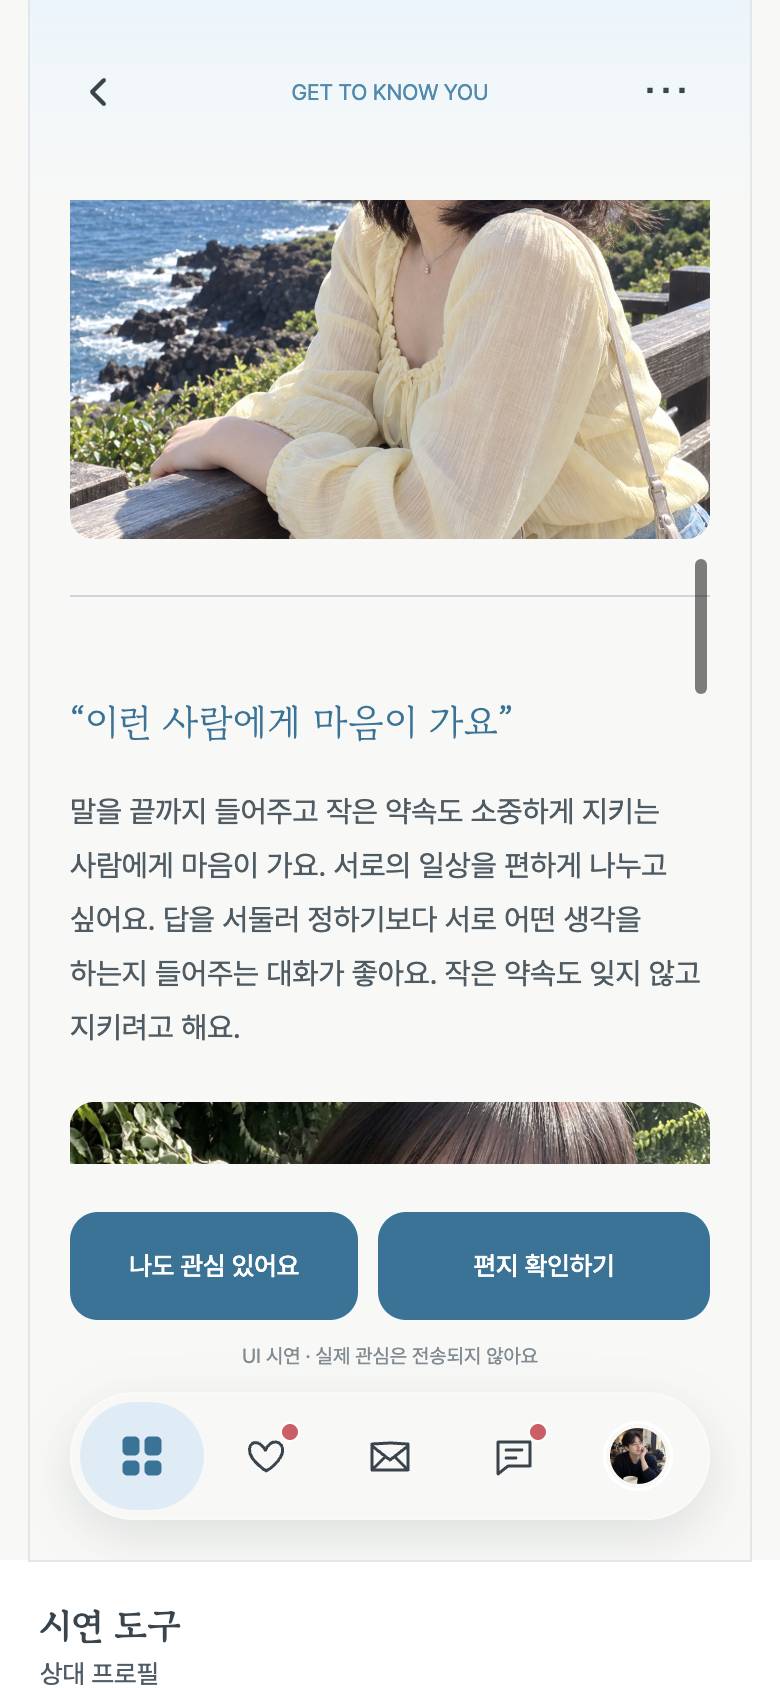 GET TO KNOW YOU
“이런 사람에게 마음이 가요”
말을 끝까지 들어주고 작은 약속도 소중하게 지키는
사람에게 마음이 가요. 서로의 일상을 편하게 나누고
싶어요. 답을 서둘러 정하기보다 서로 어떤 생각을
하는지 들어주는 대화가 좋아요. 작은 약속도 잊지 않고
지키려고 해요.
나도 관심 있어요
편지 확인하기
UI 시연 · 실제 관심은 전송되지 않아요
시연 도구
상대 프로필